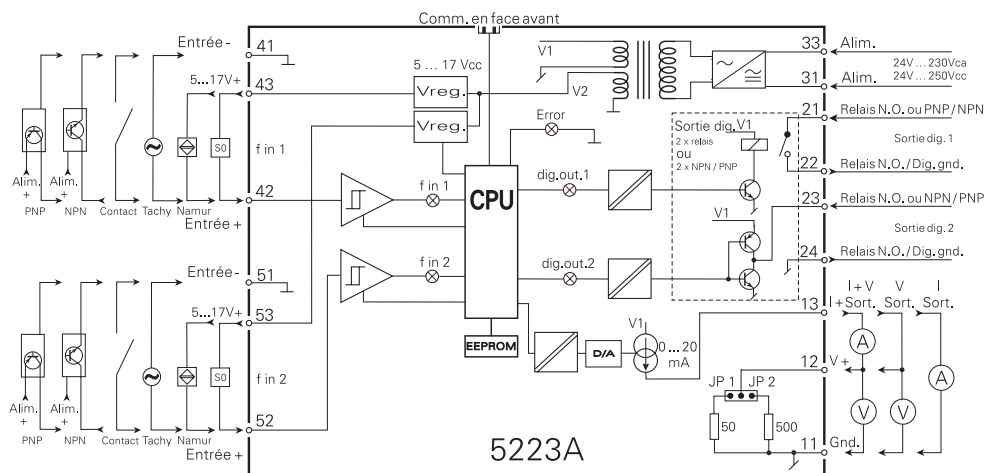 Comm. en face avant
Entrée -
41
5...17V+
43
f in 1
S0
Alim.
+
Alim.
+
PNP
NPN
Contact
Tachy
Namur
42
Entrée +
Entrée -
51
5...17V+
53
f in 2
S0
Alim.
+
Alim.
+
PNP
NPN
Contact
Tachy
Namur
52
Entrée +
5 ... 17 Vcc
Vreg.
Vreg.
V1
V2
Error
f in 1
f in 2
CPU
EEPROM
dig.out.1
dig.out.2
Sortie dig.
2 x relais
ou
2 x NPN / PNP
V1
V1
D/A
V1
0 ... 20
mA
JP 1
JP 2
50
500
5223A
33
Alim.
24V ... 230Vca
24V ... 250Vcc
31
Alim.
21
Relais N.O. ou PNP / NPN
Sortie dig. 1
22
Relais N.O. / Dig. gnd.
23
Relais N.O. ou NPN / PNP
Sortie dig. 2
24
Relais N.O. / Dig. gnd.
I + V
V
I
13
I+
Sort.
Sort.
Sort.
A
12
V+
A
V
V
11
Gnd.